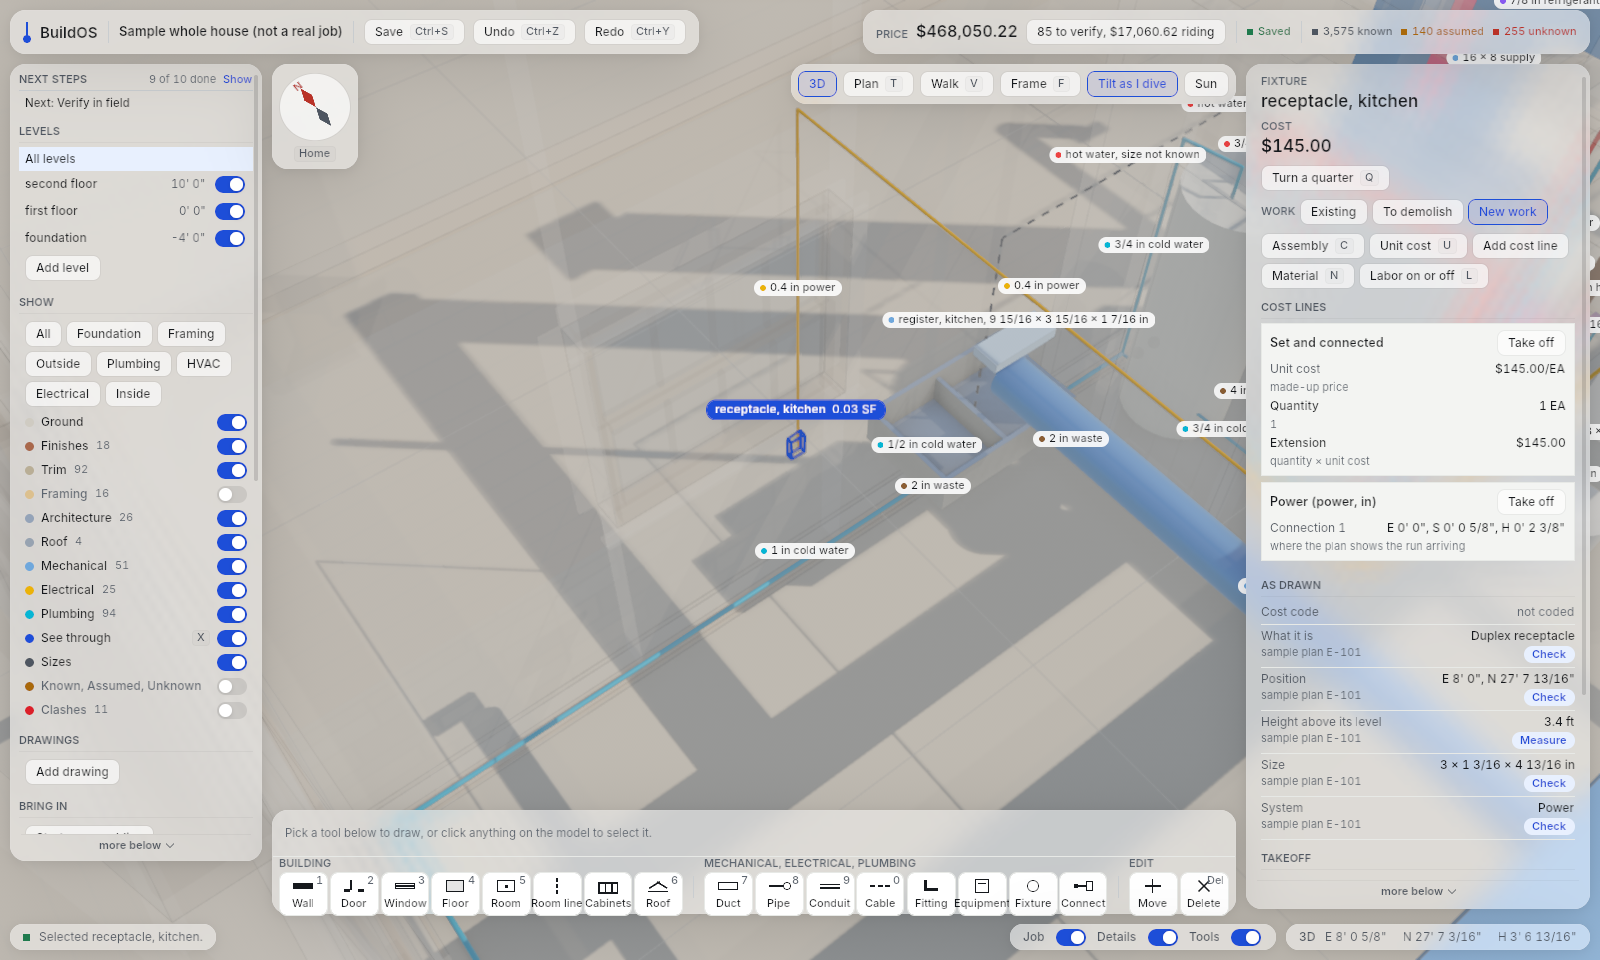 BuildOS
Sample whole house (not a real job)
Save Ctrl+S
Undo Ctrl+Z
Redo Ctrl+Y
PRICE $468,050.22
85 to verify, $17,060.62 riding
Saved
3,575 known
140 assumed
255 unknown
16 × 8 supply
NEXT STEPS 9 of 10 done Show
Next: Verify in field
LEVELS
All levels
second floor 10' 0"
first floor 0' 0"
foundation -4' 0"
Add level
SHOW
All Foundation Framing
Outside Plumbing HVAC
Electrical Inside
Ground
Finishes 18
Trim 92
Framing 16
Architecture 26
Roof 4
Mechanical 51
Electrical 25
Plumbing 94
See through X
Sizes
Known, Assumed, Unknown
Clashes 11
DRAWINGS
Add drawing
BRING IN
more below
N
Home
3D
Plan T
Walk V
Frame F
Tilt as I dive
Sun
hot water, size not known
3/4 in cold water
0.4 in power
0.4 in power
register, kitchen, 9 15/16 × 3 15/16 × 1 7/16 in
receptacle, kitchen 0.03 SF
1/2 in cold water
2 in waste
3/4 in cold
4 in
2 in waste
1 in cold water
FIXTURE
receptacle, kitchen
COST
$145.00
Turn a quarter Q
WORK Existing To demolish New work
Assembly C Unit cost U Add cost line
Material N Labor on or off L
COST LINES
Set and connected Take off
Unit cost $145.00/EA
made-up price
Quantity 1 EA
1
Extension $145.00
quantity × unit cost
Power (power, in) Take off
Connection 1 E 0' 0", S 0' 0 5/8", H 0' 2 3/8"
where the plan shows the run arriving
AS DRAWN
Cost code not coded
What it is Duplex receptacle
sample plan E-101 Check
Position E 8' 0", N 27' 7 13/16"
sample plan E-101 Check
Height above its level 3.4 ft
sample plan E-101 Measure
Size 3 × 1 3/16 × 4 13/16 in
sample plan E-101 Check
System Power
sample plan E-101 Check
TAKEOFF
more below
Pick a tool below to draw, or click anything on the model to select it.
BUILDING
Wall 1
Door 2
Window 3
Floor 4
Room 5
Room line
Cabinets
Roof 6
MECHANICAL, ELECTRICAL, PLUMBING
Duct 7
Pipe 8
Conduit 9
Cable 0
Fitting
Equipment
Fixture
Connect
EDIT
Move
Delete Del
Selected receptacle, kitchen.
Job Details Tools
3D E 8' 0 5/8" N 27' 7 3/16" H 3' 6 13/16"